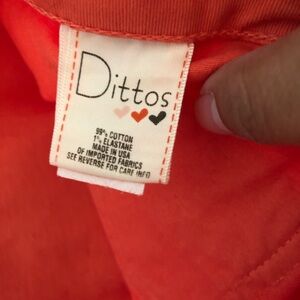 Dittos
99% COTTON
1% ELASTANE
MADE IN USA
OF IMPORTED FABRICS
SEE REVERSE FOR CARE INFO